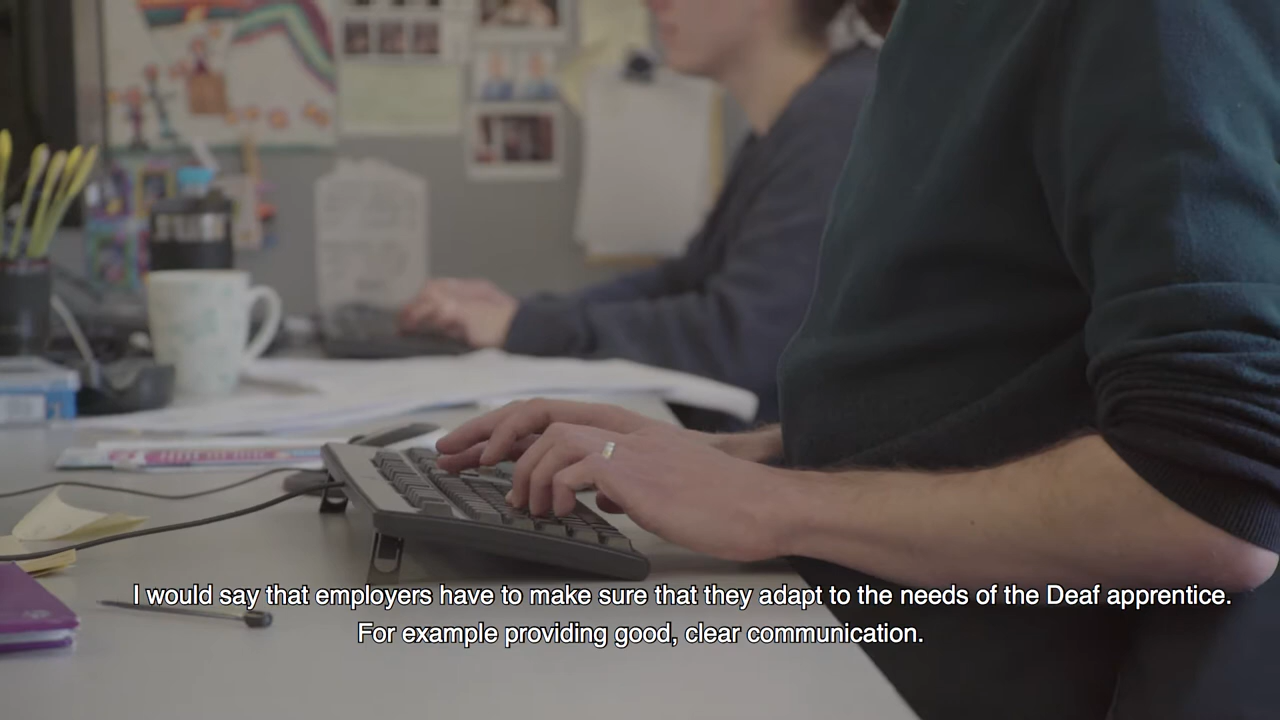 I would say that employers have to make sure that they adapt to the needs of the Deaf apprentice.
For example providing good, clear communication.